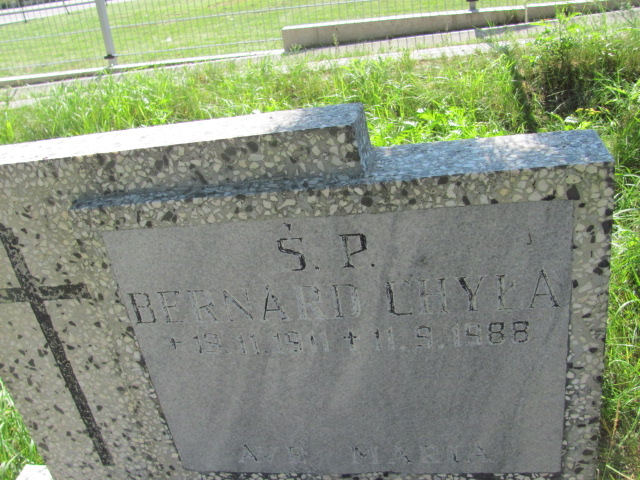 Ś. P.
BERNARD CHYŁA
+ 19.11.1911 + 11.9.1988
AVE MARIA